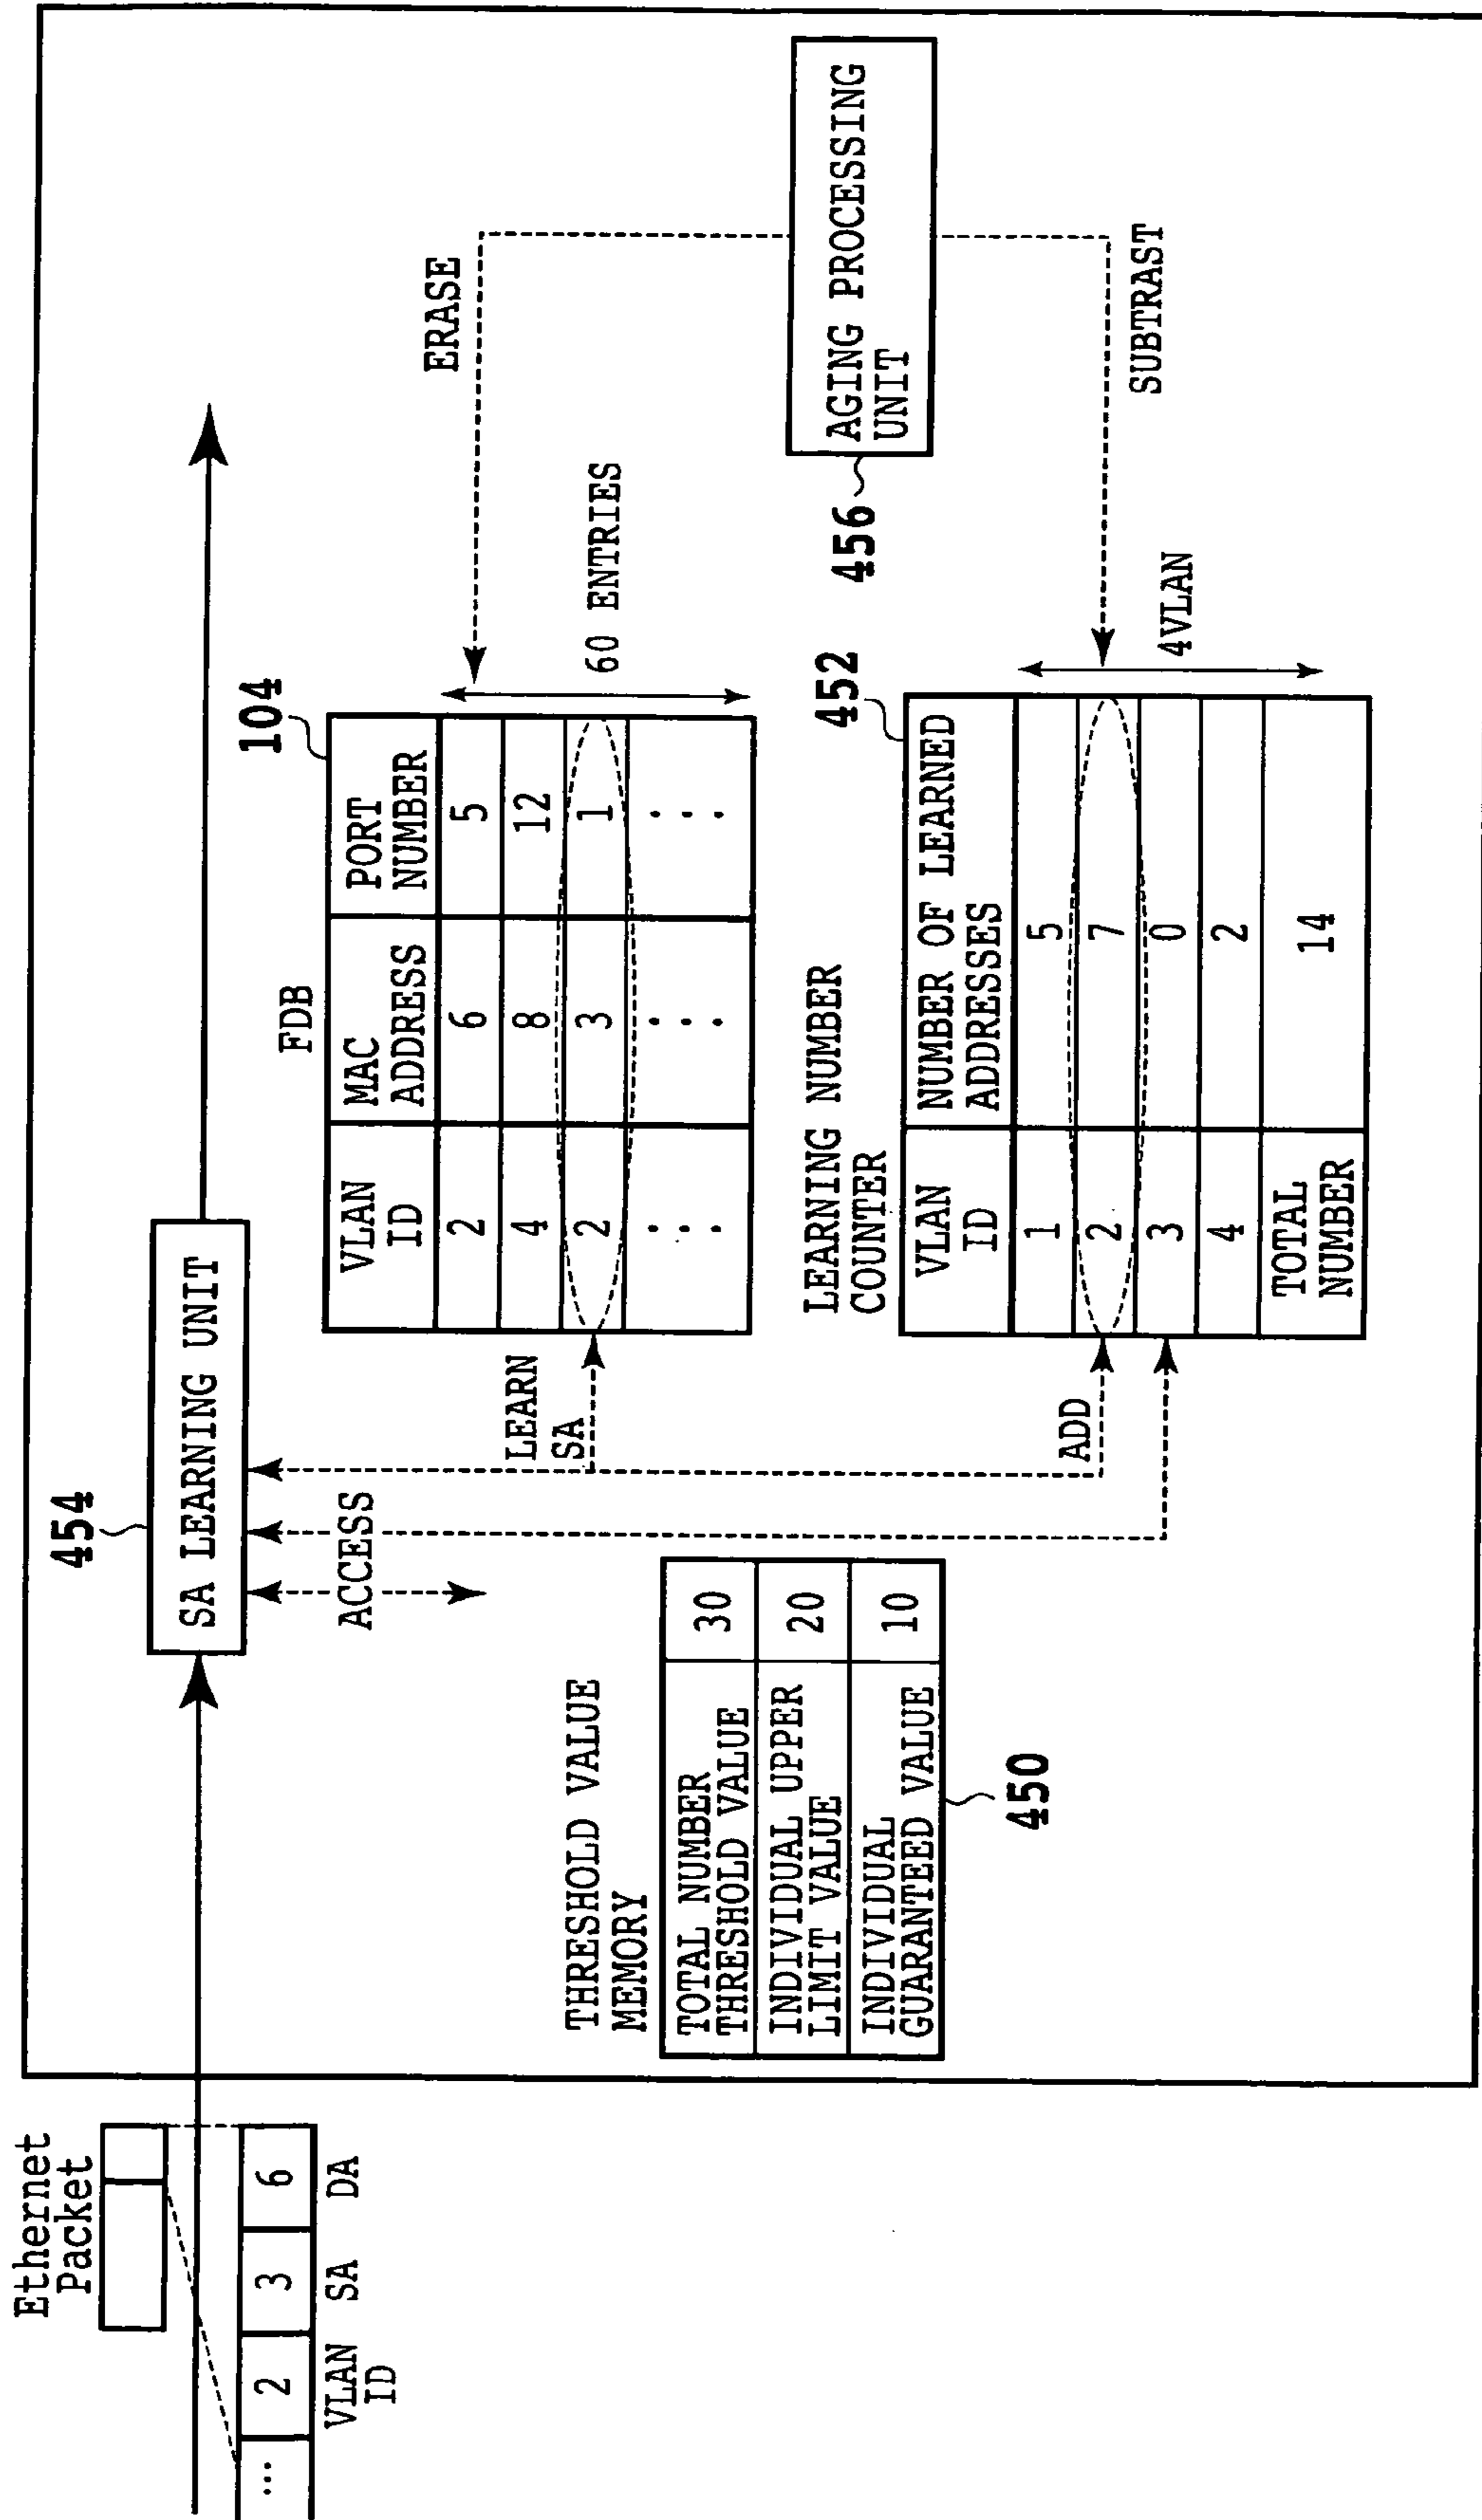 Ethernet
Packet
... 2 3 6
VLAN SA DA
ID
454
SA LEARNING UNIT
ACCESS
LEARN
SA
ADD
THRESHOLD VALUE
MEMORY
TOTAL NUMBER
THRESHOLD VALUE
30
INDIVIDUAL UPPER
LIMIT VALUE
20
INDIVIDUAL
GUARANTEED VALUE
10
450
FDB
104
VLAN
ID
MAC
ADDRESS
PORT
NUMBER
2 6 5
4 8 12
2 3 1
... ... ...
60 ENTRIES
ERASE
LEARNING NUMBER
COUNTER
452
VLAN
ID
NUMBER OF LEARNED
ADDRESSES
1 5
2 7
3 0
4 2
TOTAL
NUMBER
14
4VLAN
456
AGING PROCESSING
UNIT
SUBTRAST